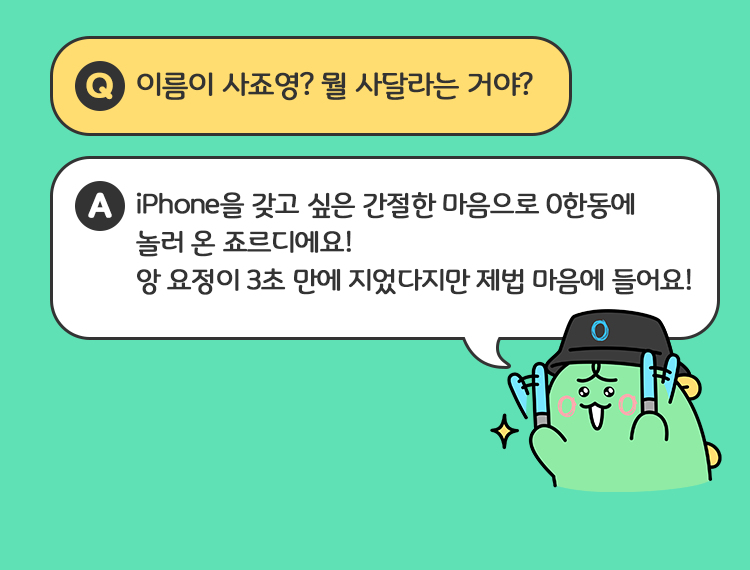 Q 이름이 사죠영? 뭘 사달라는 거야?
A iPhone을 갖고 싶은 간절한 마음으로 0한동에
놀러 온 죠르디에요!
앙 요정이 3초 만에 지었다지만 제법 마음에 들어요!
0